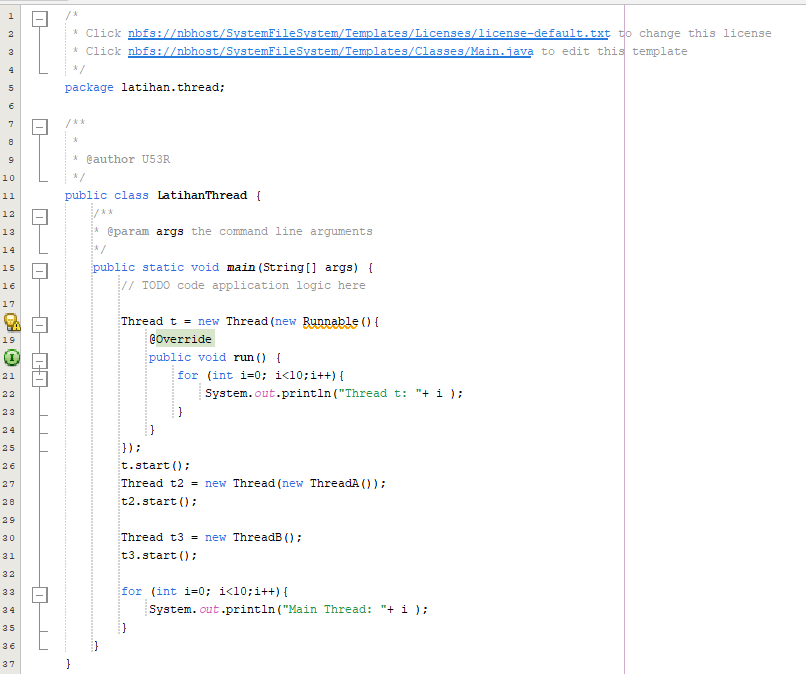 1 /*
2 * Click nbfs://nbhost/SystemFileSystem/Templates/Licenses/license-default.txt to change this license
3 * Click nbfs://nbhost/SystemFileSystem/Templates/Classes/Main.java to edit this template
4 */
5 package latihan.thread;
6
7 /**
8 *
9 * @author U53R
10 */
11 public class LatihanThread {
12 /**
13 * @param args the command line arguments
14 */
15 public static void main(String[] args) {
16 // TODO code application logic here
17
Thread t = new Thread(new Runnable(){
19 @Override
public void run() {
21 for (int i=0; i<10;i++){
22 System.out.println("Thread t: "+ i );
23 }
24 }
25 });
26 t.start();
27 Thread t2 = new Thread(new ThreadA());
28 t2.start();
29
30 Thread t3 = new ThreadB();
31 t3.start();
32
33 for (int i=0; i<10;i++){
34 System.out.println("Main Thread: "+ i );
35 }
36 }
37 }